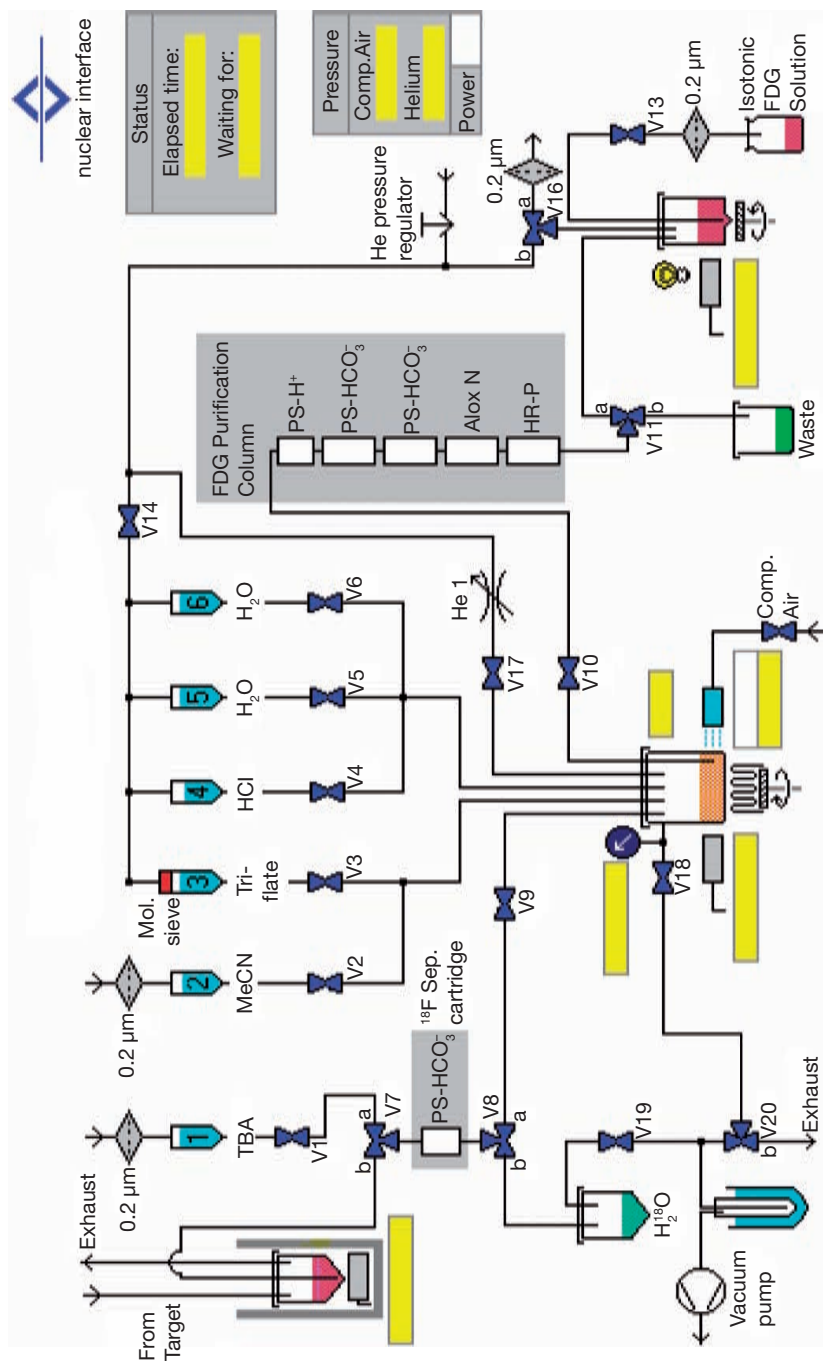 nuclear interface
Status
Elapsed time:
Waiting for:
Pressure
Comp.Air
Helium
Power
From
Target
Exhaust
0.2 µm
1
TBA
V1
b
a
V7
PS-HCO₃⁻
¹⁸F Sep.
cartridge
V8
b
a
H₂¹⁸O
V19
Vacuum
pump
b
V20
Exhaust
0.2 µm
2
MeCN
V2
Mol.
sieve
3
Tri-
flate
V3
4
HCl
V4
5
H₂O
V5
6
H₂O
V6
V14
V9
V18
V17
He 1
V10
Comp.
Air
FDG Purification
Column
PS-H⁺
PS-HCO₃⁻
PS-HCO₃⁻
Alox N
HR-P
a
V11
b
Waste
He pressure
regulator
0.2 µm
a
b
V16
V13
0.2 µm
Isotonic
FDG
Solution